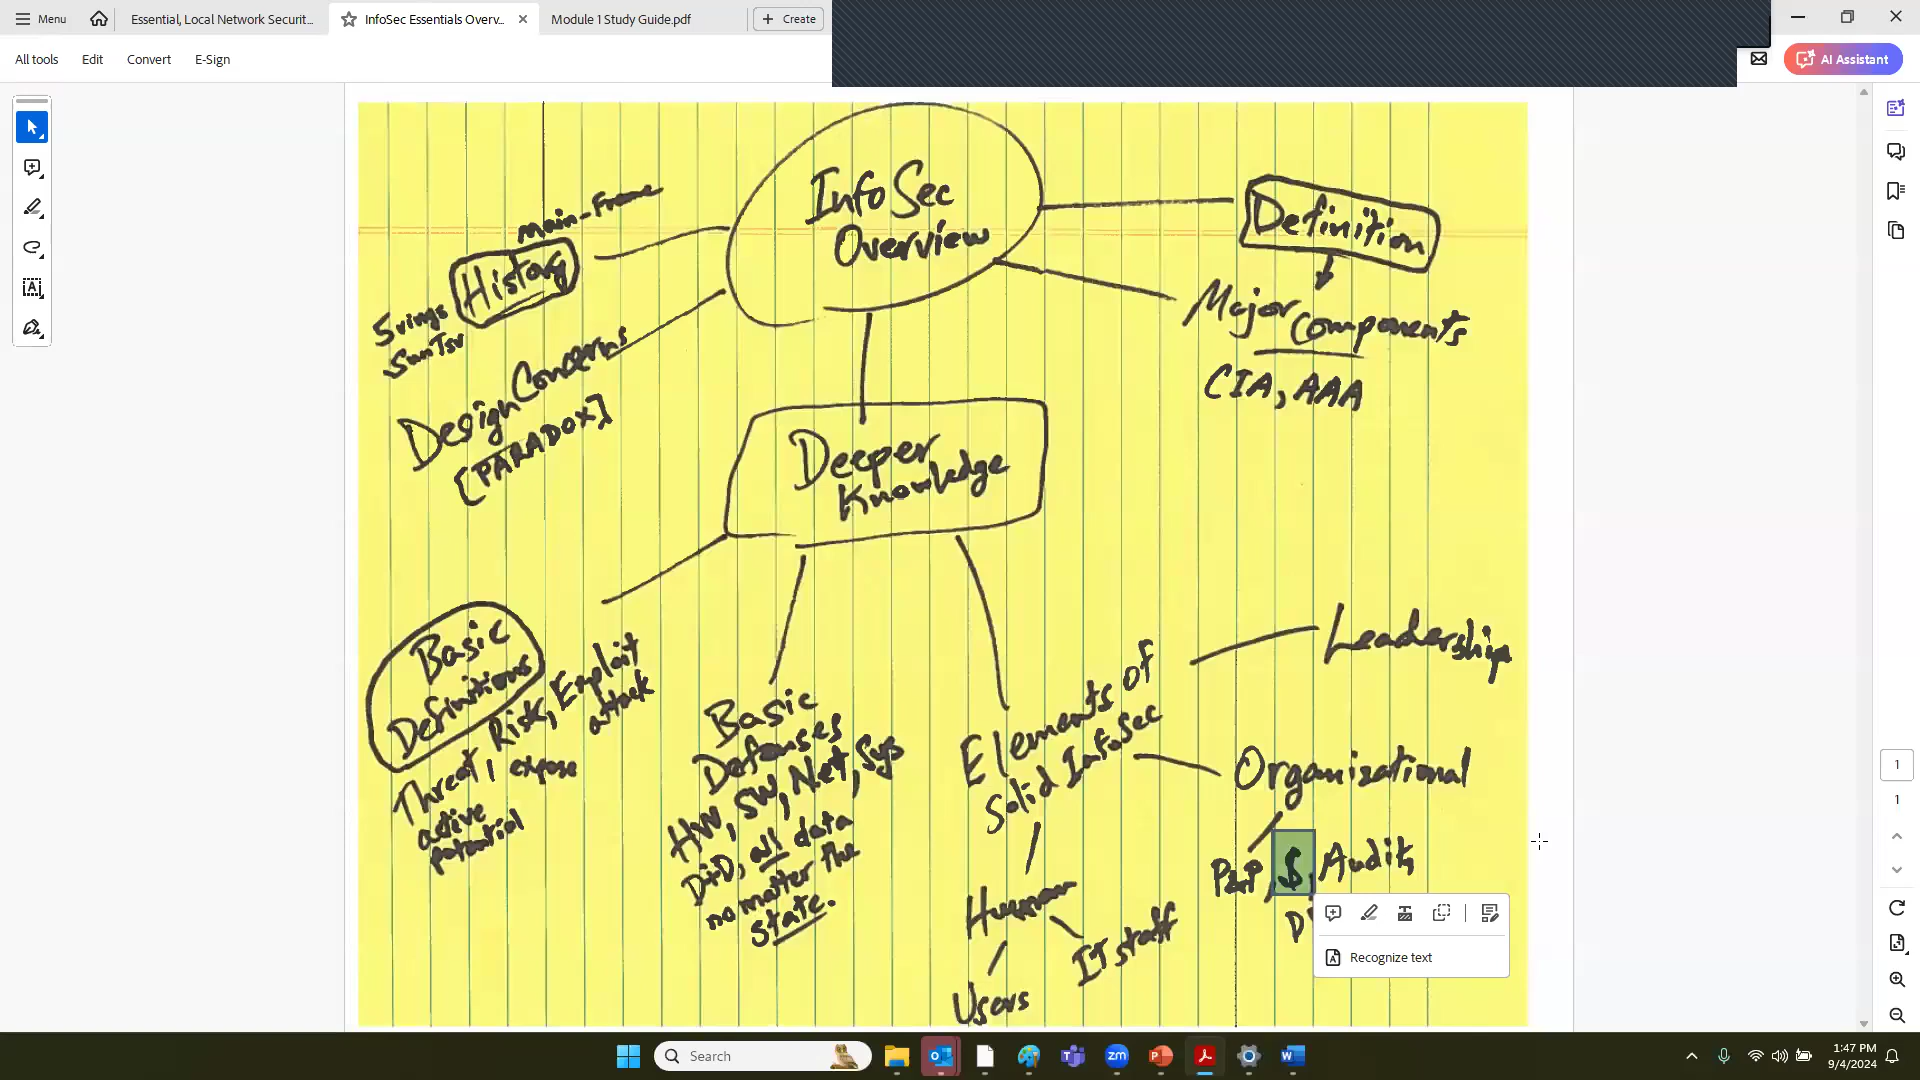 Menu
Essential, Local Network Securit...
InfoSec Essentials Overv...
Module 1 Study Guide.pdf
Create
All tools
Edit
Convert
E-Sign
AI Assistant
InfoSec
Overview
main-frame
History
SunTsu
Design Concerns
[PARADOX]
Definition
Major Components
CIA, AAA
Deeper
Knowledge
Basic
Definitions
Threat, Risk, Exploit
attack
expose
active
potential
Basic
Defenses
HW, SW, Net, Sys
DiD, all data
no matter the
state.
Elements of
Solid InfoSec
Leadership
Organizational
P&P, $, Audit,
Human
IT staff
Users
Recognize text
1
1
Search
zm
1:47 PM
9/4/2024